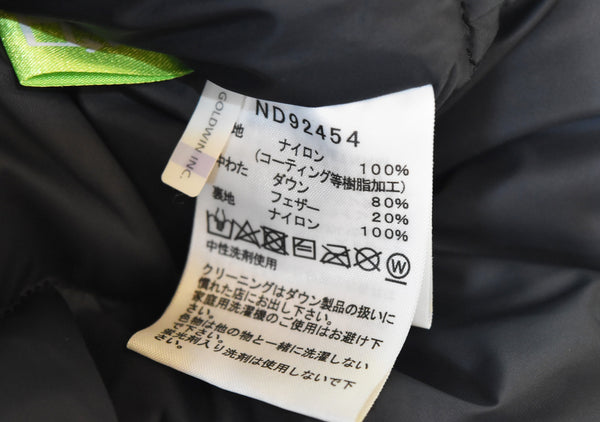 GOLDWIN INC.
ND92454
地 ナイロン 100%
(コーティング等樹脂加工)
中わた ダウン 80%
フェザー 20%
裏地 ナイロン 100%
W
中性洗剤使用
クリーニングはダウン製品の扱いに
慣れた店にお出し下さい。
家庭用洗濯機のご使用はお避け下
色物は他の物と一緒に洗濯しない
蛍光剤入り洗剤は使用しないで下